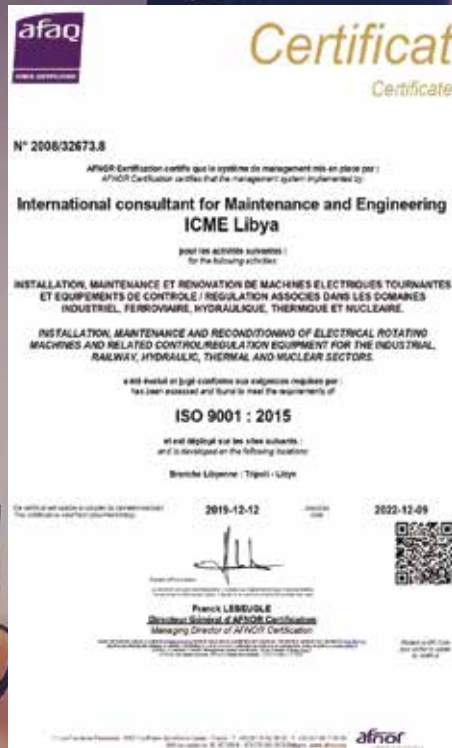 afaq
AFNOR CERTIFICATION
Certificat
Certificate
N° 2008/32673.8
AFNOR Certification certifie que le système de management mis en place par :
AFNOR Certification certifies that the management system implemented by:
International consultant for Maintenance and Engineering
ICME Libya
pour les activités suivantes :
for the following activities:
INSTALLATION, MAINTENANCE ET RENOVATION DE MACHINES ELECTRIQUES TOURNANTES
ET EQUIPEMENTS DE CONTROLE / REGULATION ASSOCIES DANS LES DOMAINES
INDUSTRIEL, FERROVIAIRE, HYDRAULIQUE, THERMIQUE ET NUCLEAIRE.
INSTALLATION, MAINTENANCE AND RECONDITIONING OF ELECTRICAL ROTATING
MACHINES AND RELATED CONTROL/REGULATION EQUIPMENT FOR THE INDUSTRIAL,
RAILWAY, HYDRAULIC, THERMAL AND NUCLEAR SECTORS.
a été évalué et jugé conforme aux exigences requises par :
has been assessed and found to meet the requirements of:
ISO 9001 : 2015
et est déployé sur les sites suivants :
and is developed on the following locations:
Branche Libyenne : Tripoli - Libye
2019-12-12
2022-12-09
Franck LEBEUGLE
Directeur Général d'AFNOR Certification
Managing Director of AFNOR Certification
afnor